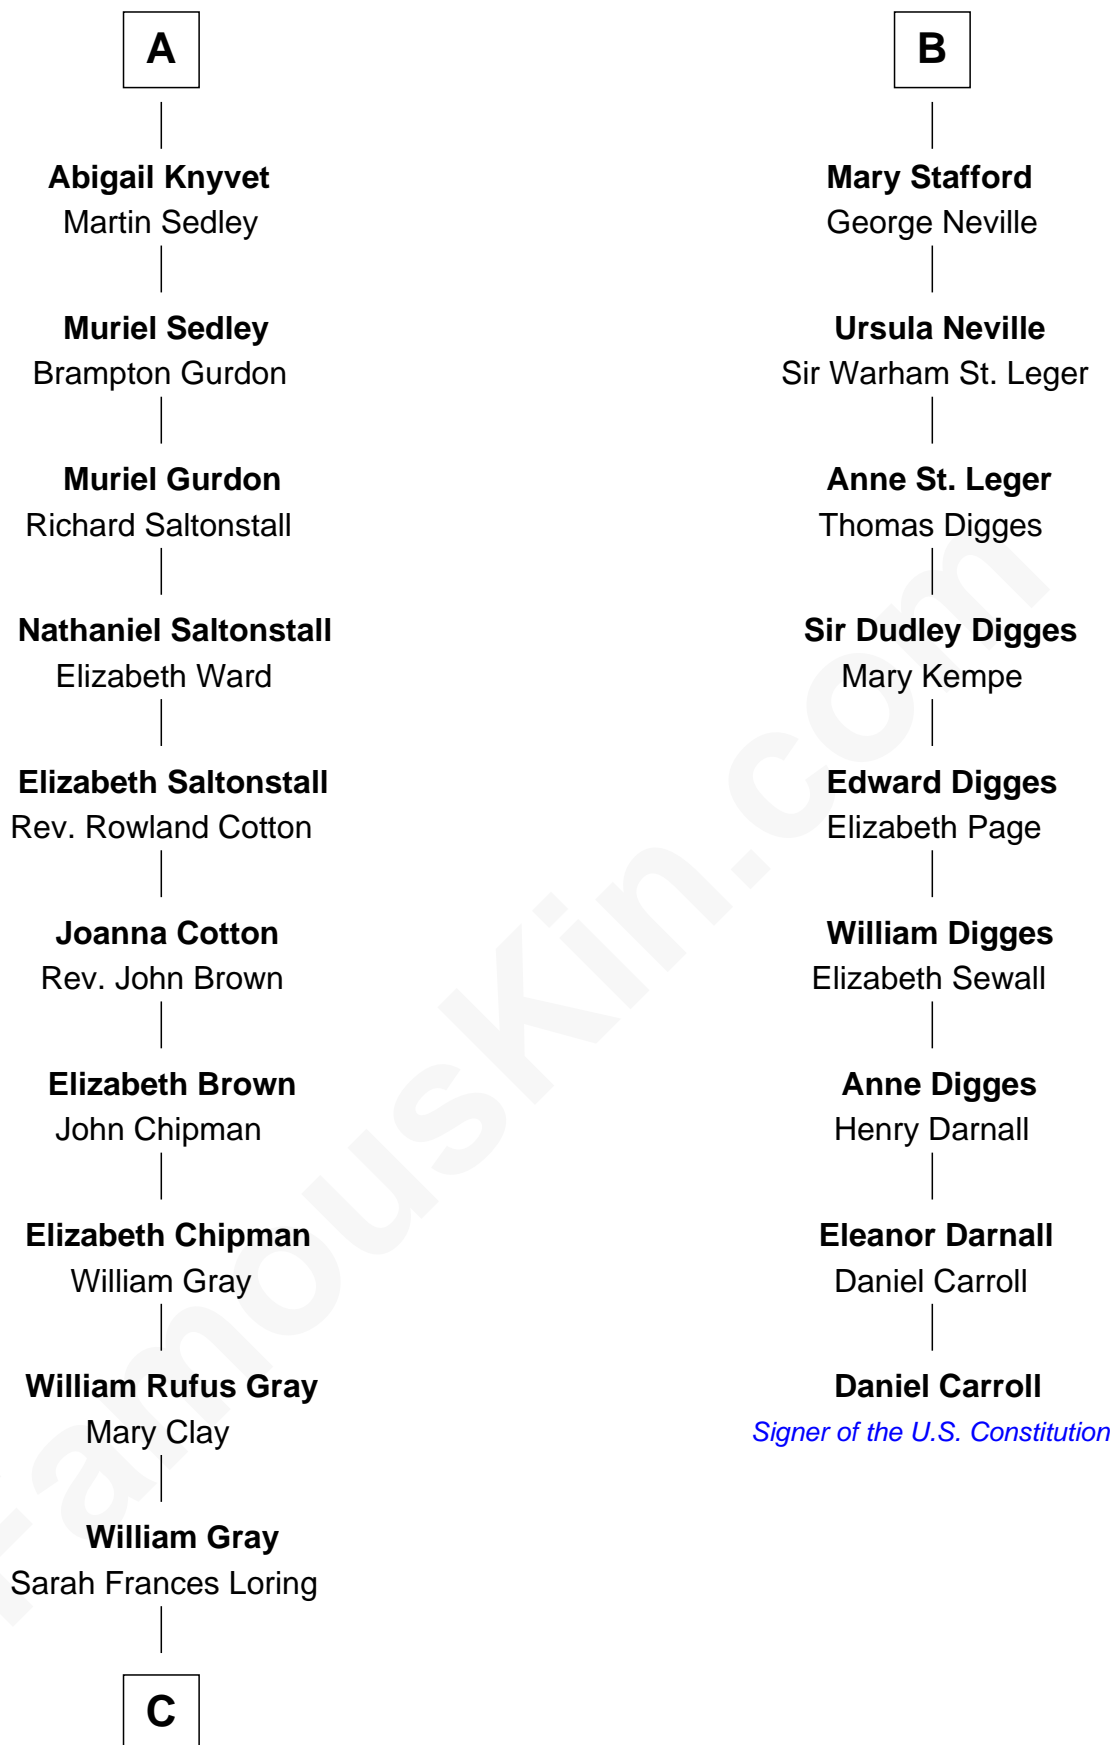 A
Abigail Knyvet
Martin Sedley
Muriel Sedley
Brampton Gurdon
Muriel Gurdon
Richard Saltonstall
Nathaniel Saltonstall
Elizabeth Ward
Elizabeth Saltonstall
Rev. Rowland Cotton
Joanna Cotton
Rev. John Brown
Elizabeth Brown
John Chipman
Elizabeth Chipman
William Gray
William Rufus Gray
Mary Clay
William Gray
Sarah Frances Loring
C
B
Mary Stafford
George Neville
Ursula Neville
Sir Warham St. Leger
Anne St. Leger
Thomas Digges
Sir Dudley Digges
Mary Kempe
Edward Digges
Elizabeth Page
William Digges
Elizabeth Sewall
Anne Digges
Henry Darnall
Eleanor Darnall
Daniel Carroll
Daniel Carroll
Signer of the U.S. Constitution
FamousKin.com